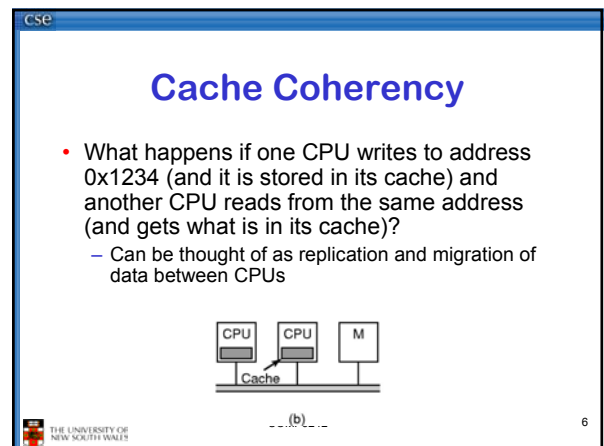 cse
Cache Coherency
• What happens if one CPU writes to address
0x1234 (and it is stored in its cache) and
another CPU reads from the same address
(and gets what is in its cache)?
– Can be thought of as replication and migration of
data between CPUs
CPU CPU M
Cache
(b)
THE UNIVERSITY OF
NEW SOUTH WALES
6